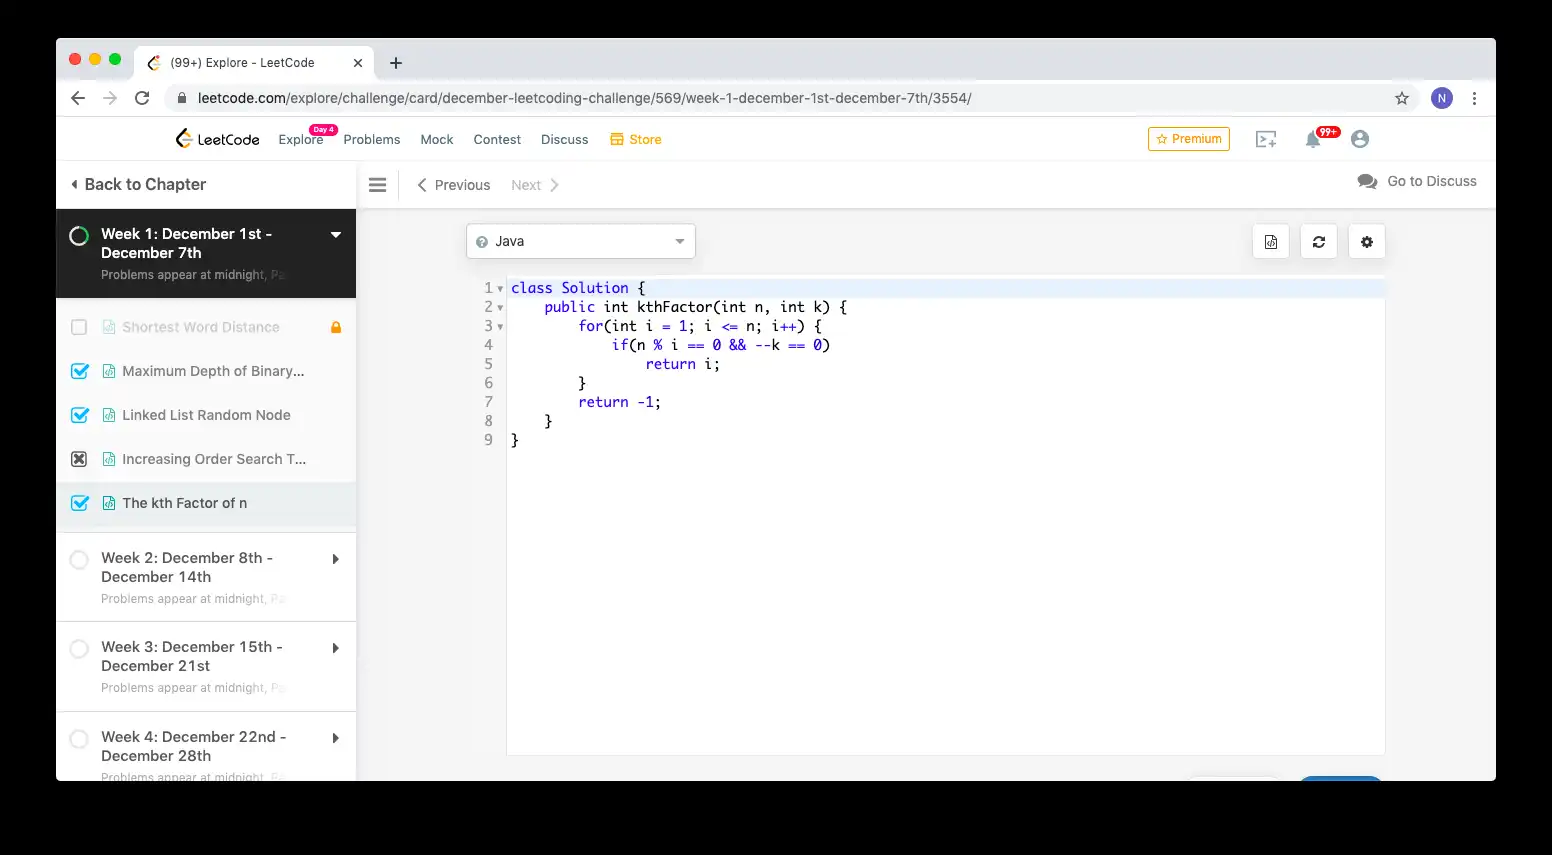 (99+) Explore - LeetCode
leetcode.com/explore/challenge/card/december-leetcoding-challenge/569/week-1-december-1st-december-7th/3554/
N
LeetCode Explore Day 4 Problems Mock Contest Discuss Store Premium 99+
Back to Chapter
Previous Next Go to Discuss
Week 1: December 1st -
December 7th
Problems appear at midnight,
Shortest Word Distance
Maximum Depth of Binary...
Linked List Random Node
Increasing Order Search T...
The kth Factor of n
Week 2: December 8th -
December 14th
Problems appear at midnight,
Week 3: December 15th -
December 21st
Problems appear at midnight,
Week 4: December 22nd -
December 28th
Problems appear at midnight,
Java
1 class Solution {
2 public int kthFactor(int n, int k) {
3 for(int i = 1; i <= n; i++) {
4 if(n % i == 0 && --k == 0)
5 return i;
6 }
7 return -1;
8 }
9 }